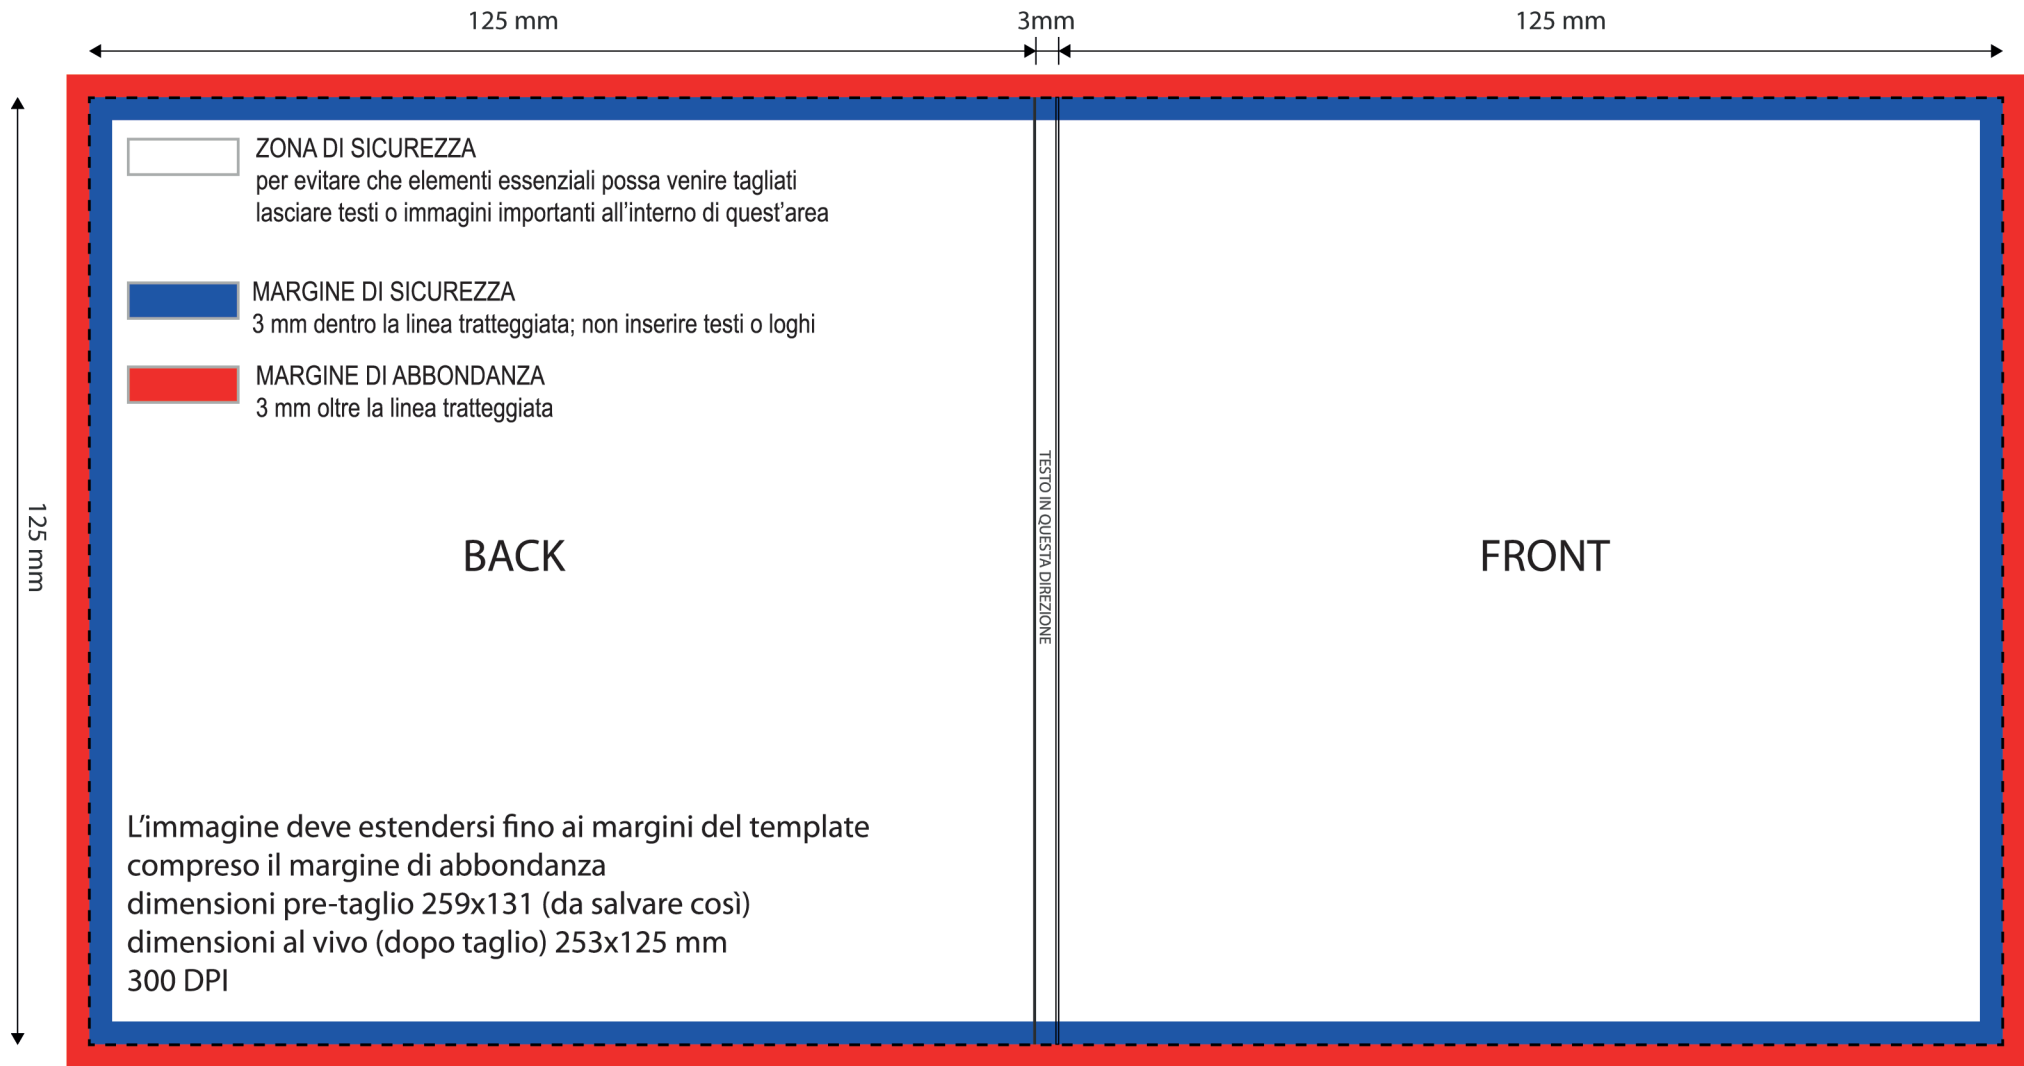 125 mm
3mm
125 mm
ZONA DI SICUREZZA
per evitare che elementi essenziali possa venire tagliati
lasciare testi o immagini importanti all'interno di quest'area
MARGINE DI SICUREZZA
3 mm dentro la linea tratteggiata; non inserire testi o loghi
MARGINE DI ABBONDANZA
3 mm oltre la linea tratteggiata
125 mm
BACK
TESTO IN QUESTA DIREZIONE
FRONT
L'immagine deve estendersi fino ai margini del template
compreso il margine di abbondanza
dimensioni pre-taglio 259x131 (da salvare così)
dimensioni al vivo (dopo taglio) 253x125 mm
300 DPI